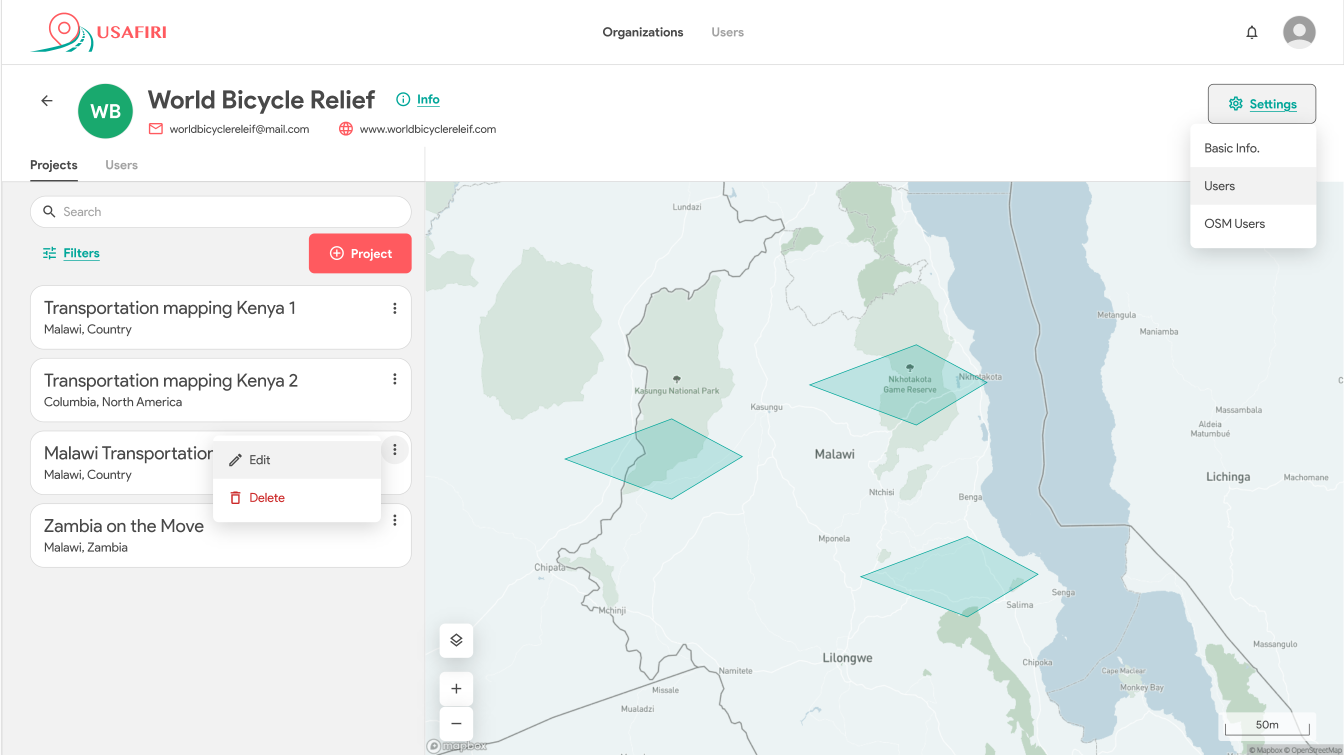 USAFIRI
Organizations
Users
WB
World Bicycle Relief
Info
worldbicyclereleif@mail.com
www.worldbicyclereleif.com
Settings
Basic Info.
Users
OSM Users
Projects
Users
Search
Filters
Project
Transportation mapping Kenya 1
Malawi, Country
Transportation mapping Kenya 2
Columbia, North America
Malawi Transportation
Malawi, Country
Edit
Delete
Zambia on the Move
Malawi, Zambia
Lundazi
Metangula
Maniamba
Kasungu National Park
Nkhotakota
Game Reserve
Nkhotakota
Kasungu
Massambala
Aldeia
Matumbué
Malawi
Lichinga
Machomane
Ntchisi
Benga
Mponela
Chipata
Mchinji
Senga
Salima
Massangulo
Lilongwe
Chipoka
Namitete
Cape Maclear
Monkey Bay
Missale
Mualadzi
50m
mapbox
© Mapbox © OpenStreetMap